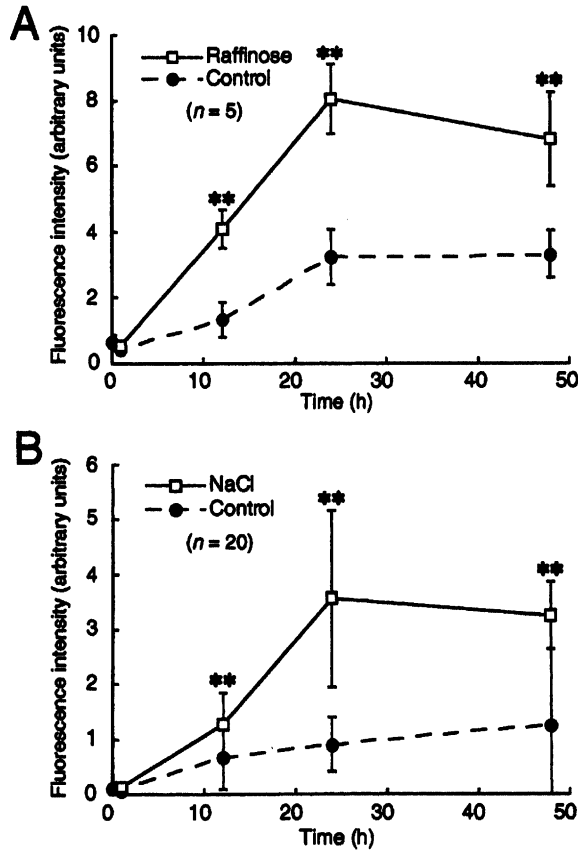 A
Fluorescence intensity (arbitrary units)
10
8
6
4
2
0
Raffinose
Control
(n = 5)
**
**
**
10
20
30
40
50
Time (h)
B
Fluorescence intensity (arbitrary units)
6
5
4
3
2
1
0
NaCl
Control
(n = 20)
**
**
**
0
10
20
30
40
50
Time (h)